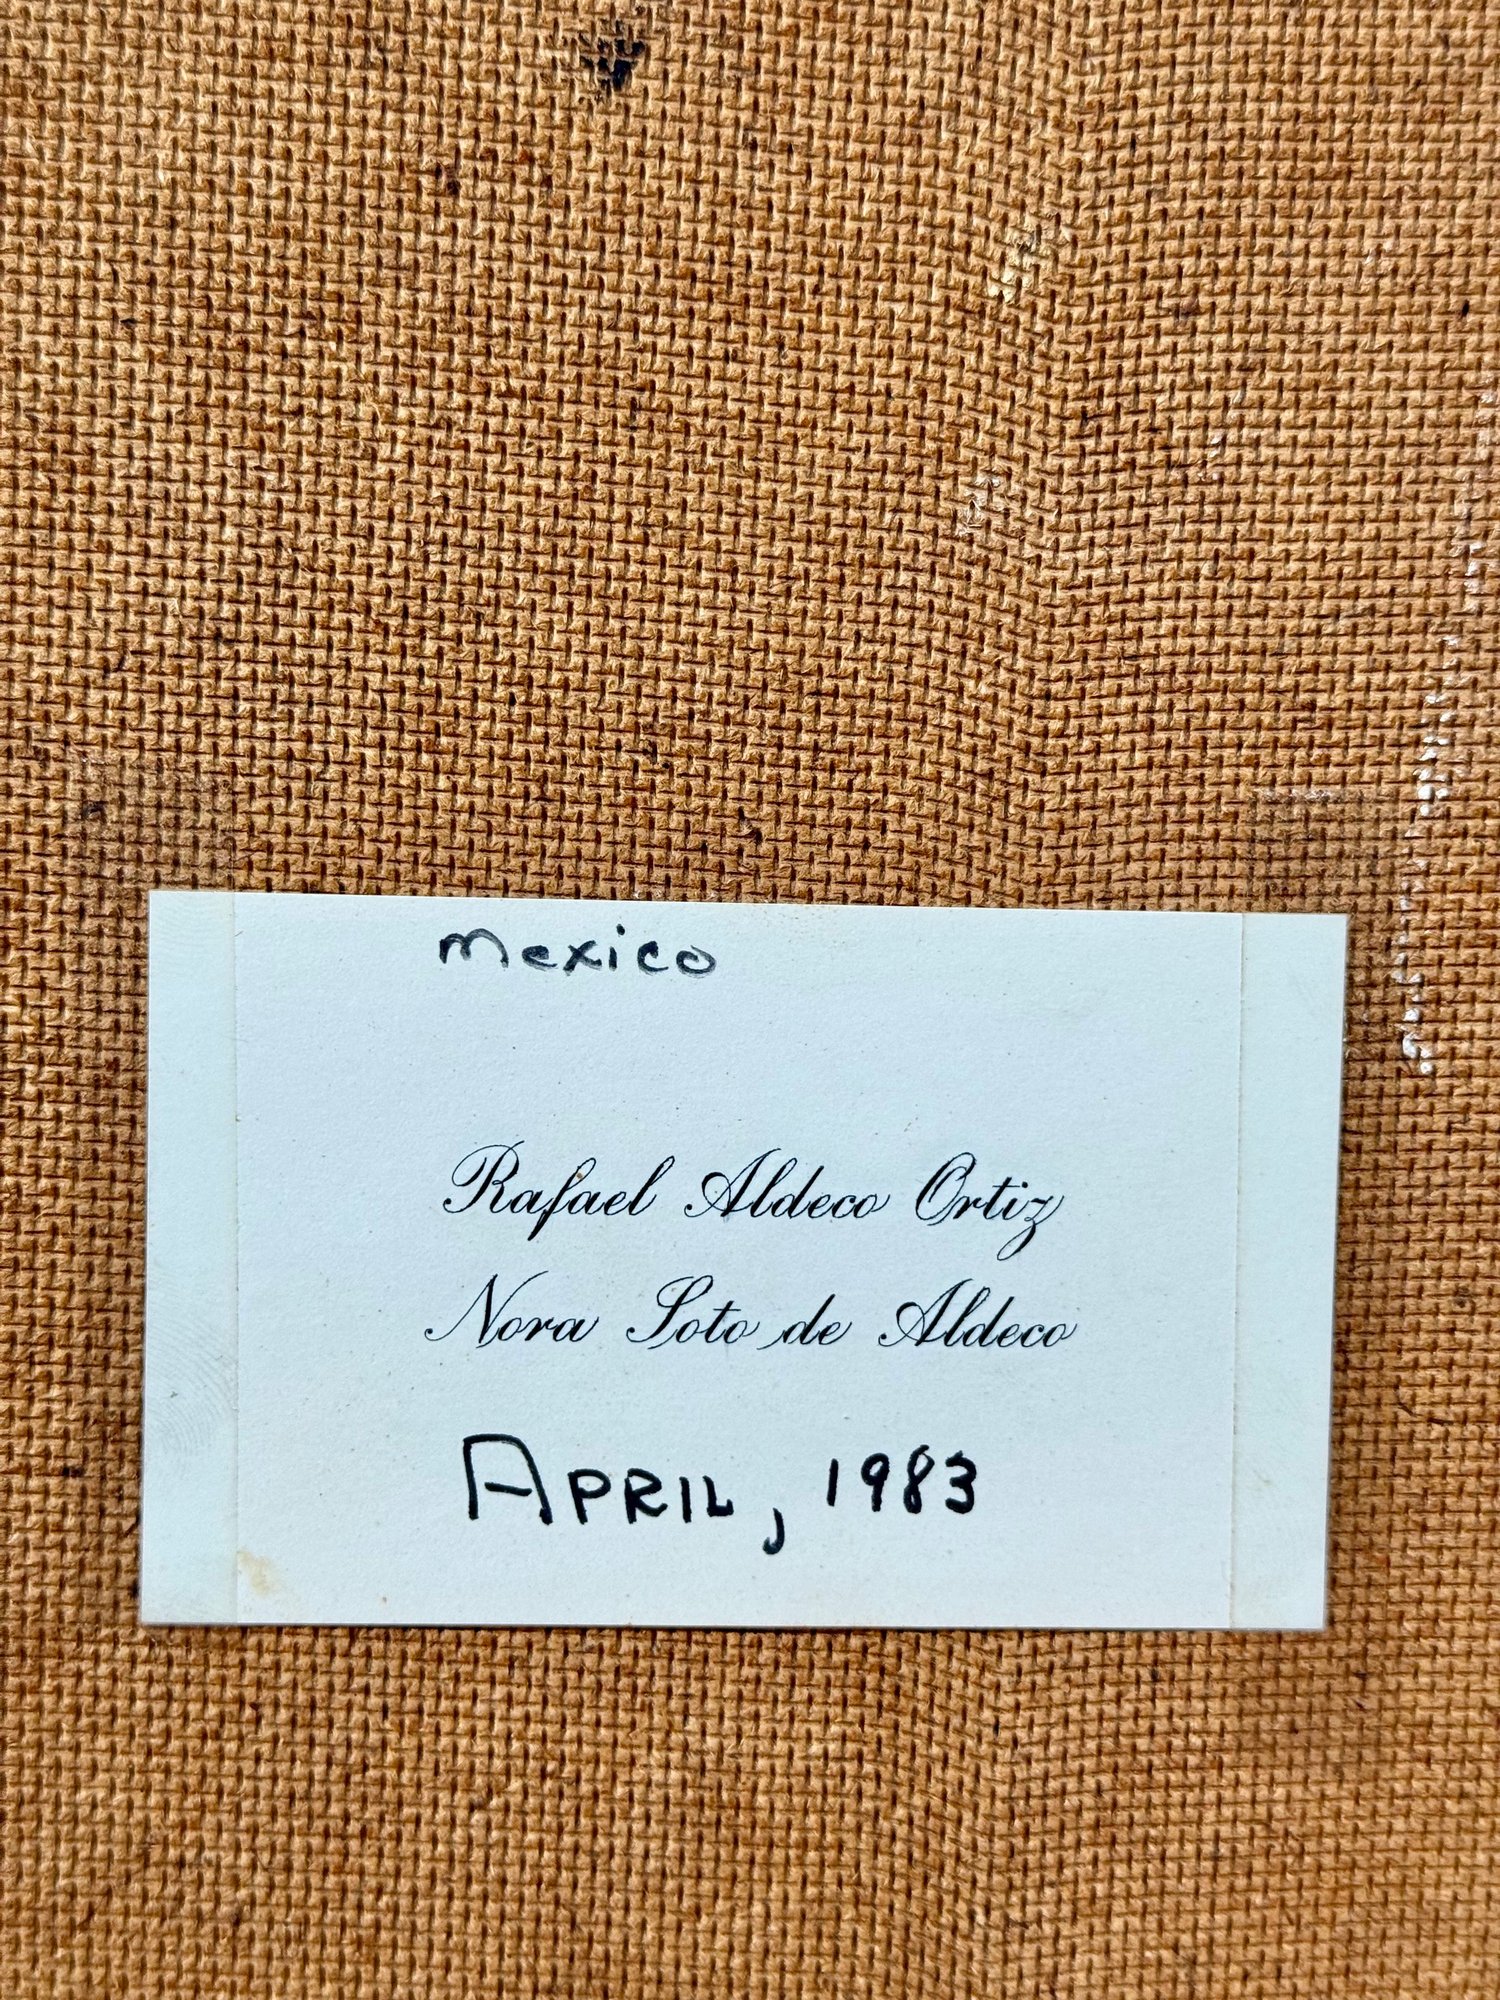 mexico
Rafael Aldeco Ortiz
Nora Soto de Aldeco
APRIL, 1983